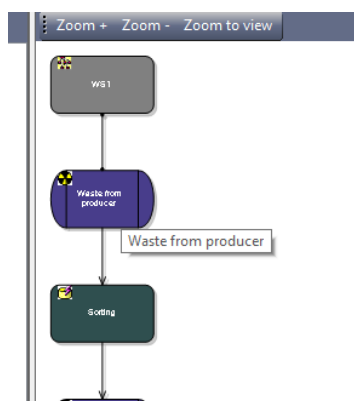 Zoom + Zoom - Zoom to view
WS1
Waste from
producer
Waste from producer
Sorting